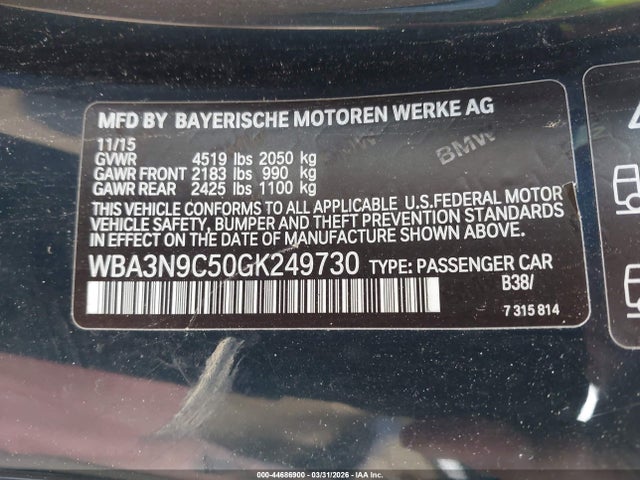 MFD BY BAYERISCHE MOTOREN WERKE AG
11/15
GVWR 4519 lbs 2050 kg
GAWR FRONT 2183 lbs 990 kg
GAWR REAR 2425 lbs 1100 kg
THIS VEHICLE CONFORMS TO ALL APPLICABLE U.S.FEDERAL MOTOR
VEHICLE SAFETY, BUMPER AND THEFT PREVENTION STANDARDS
IN EFFECT ON THE DATE OF MANUFACTURE SHOWN ABOVE.
WBA3N9C50GK249730 TYPE: PASSENGER CAR
B38/
7 315 814
BMW
000-44686900 - 03/31/2026 - IAA Inc.